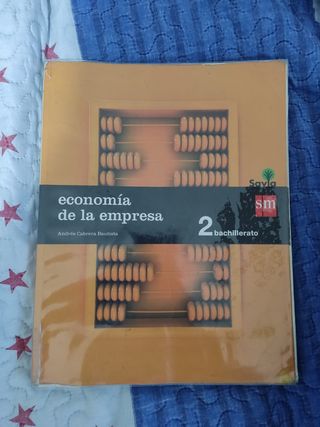 economía
de la empresa
Andrés Cabrera Bautista
Savia
sm
2 bachillerato